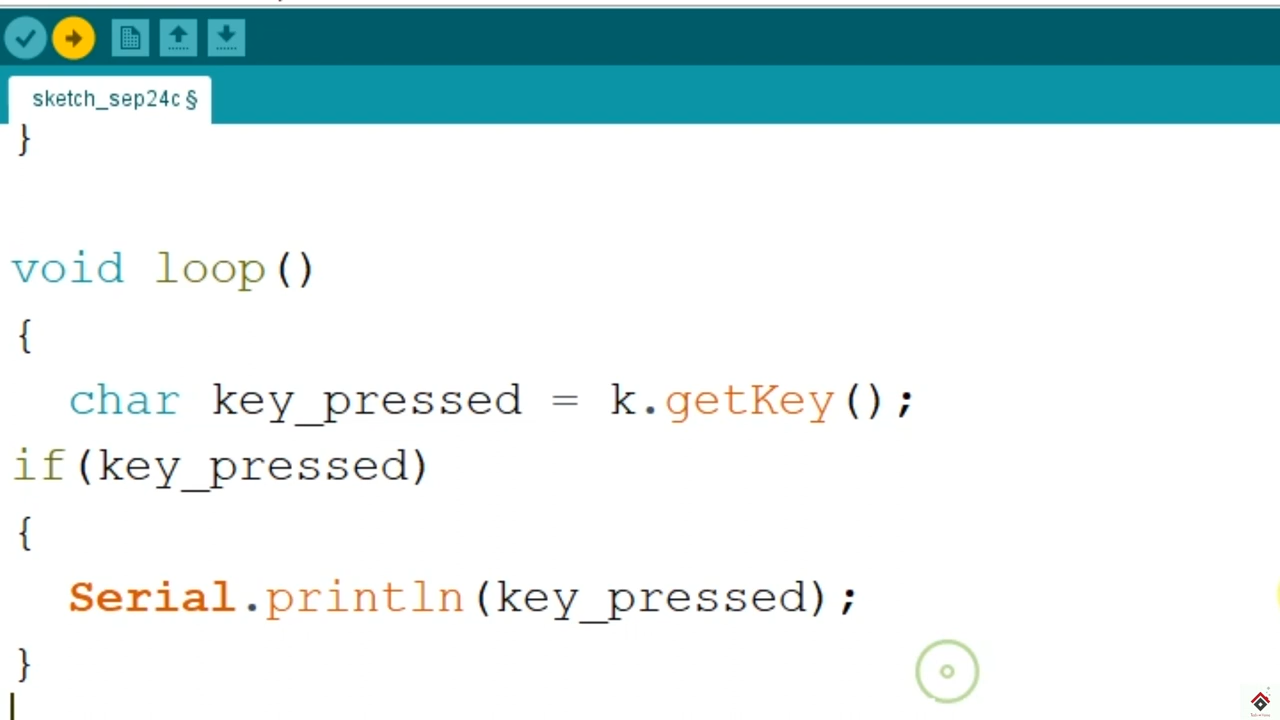 sketch_sep24c §
}
void loop()
{
  char key_pressed = k.getKey();
if(key_pressed)
{
  Serial.println(key_pressed);
}